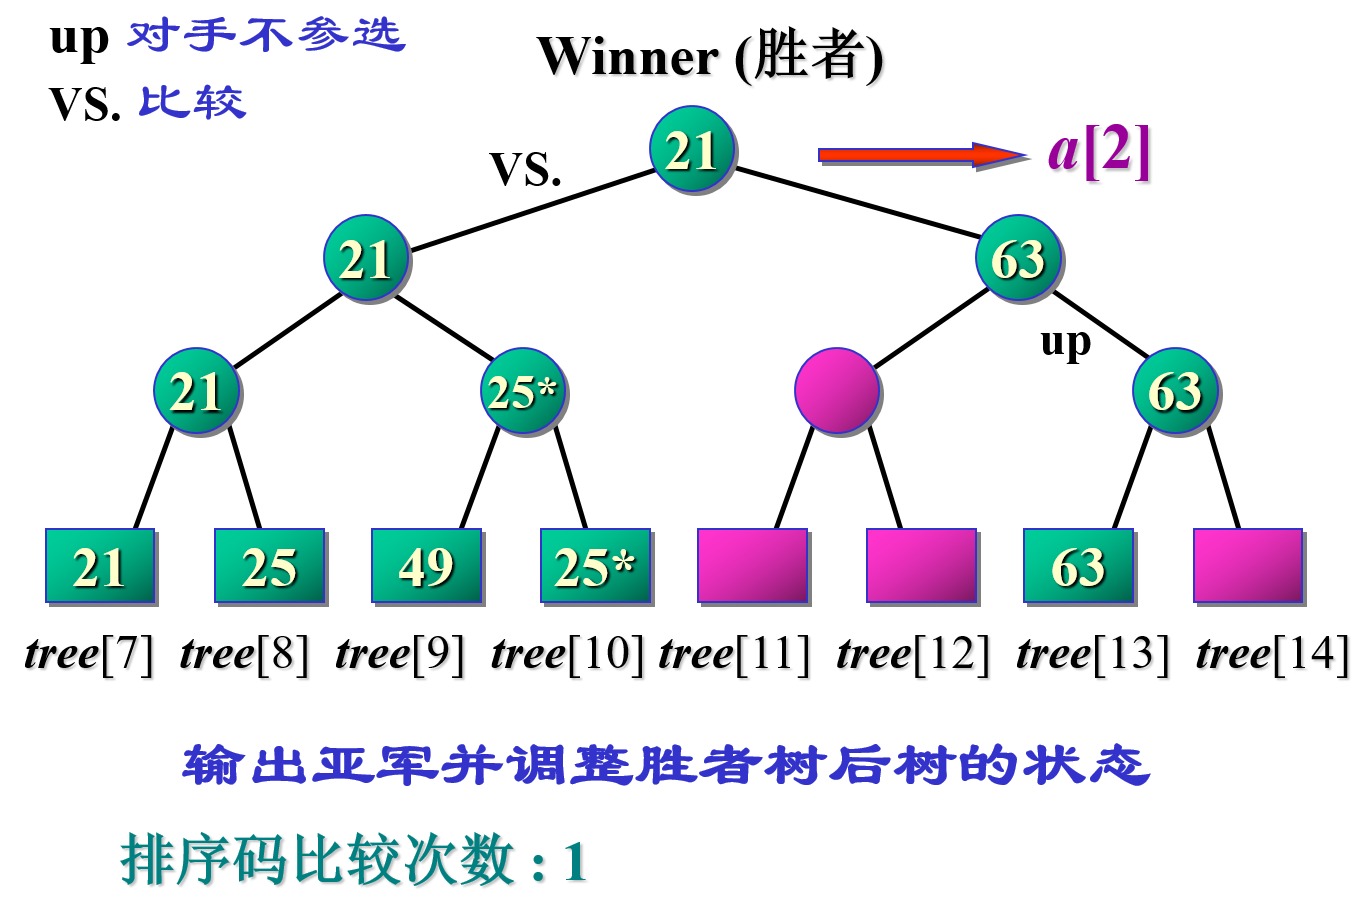 up 对手不参选
VS. 比较
Winner (胜者)
21
a[2]
VS.
21
63
up
21
25*
63
21 25 49 25* 63
tree[7] tree[8] tree[9] tree[10] tree[11] tree[12] tree[13] tree[14]
输出亚军并调整胜者树后树的状态
排序码比较次数 : 1